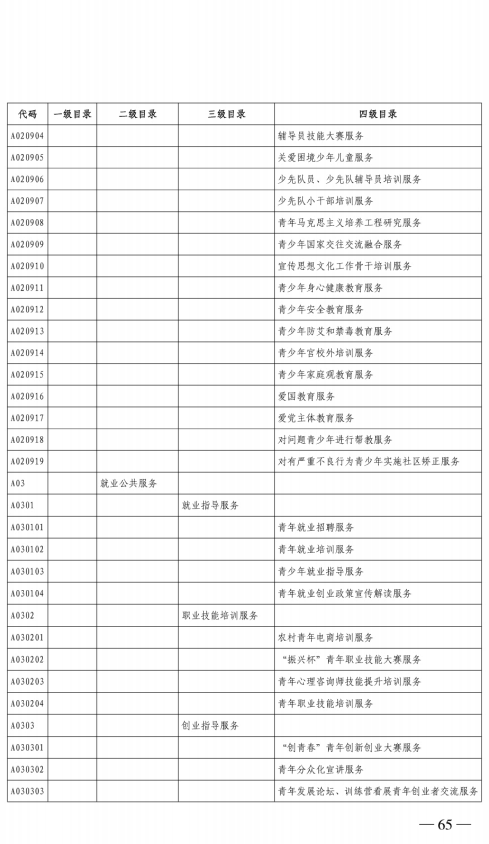 代码 一级目录 二级目录 三级目录 四级目录
A020904 辅导员技能大赛服务
A020905 关爱困境少年儿童服务
A020906 少先队员、少先队辅导员培训服务
A020907 少先队小干部培训服务
A020908 青年马克思主义培养工程研究服务
A020909 青少年国家交往交流融合服务
A020910 宣传思想文化工作骨干培训服务
A020911 青少年身心健康教育服务
A020912 青少年安全教育服务
A020913 青少年防艾和禁毒教育服务
A020914 青少年宫校外培训服务
A020915 青少年家庭观教育服务
A020916 爱国教育服务
A020917 爱党主体教育服务
A020918 对问题青少年进行帮教服务
A020919 对有严重不良行为青少年实施社区矫正服务
A03 就业公共服务
A0301 就业指导服务
A030101 青年就业招聘服务
A030102 青年就业培训服务
A030103 青少年就业指导服务
A030104 青年就业创业政策宣传解读服务
A0302 职业技能培训服务
A030201 农村青年电商培训服务
A030202 “振兴杯”青年职业技能大赛服务
A030203 青年心理咨询师技能提升培训服务
A030204 青年职业技能培训服务
A0303 创业指导服务
A030301 “创青春”青年创新创业大赛服务
A030302 青年分众化宣讲服务
A030303 青年发展论坛、训练营看展青年创业者交流服务
— 65 —